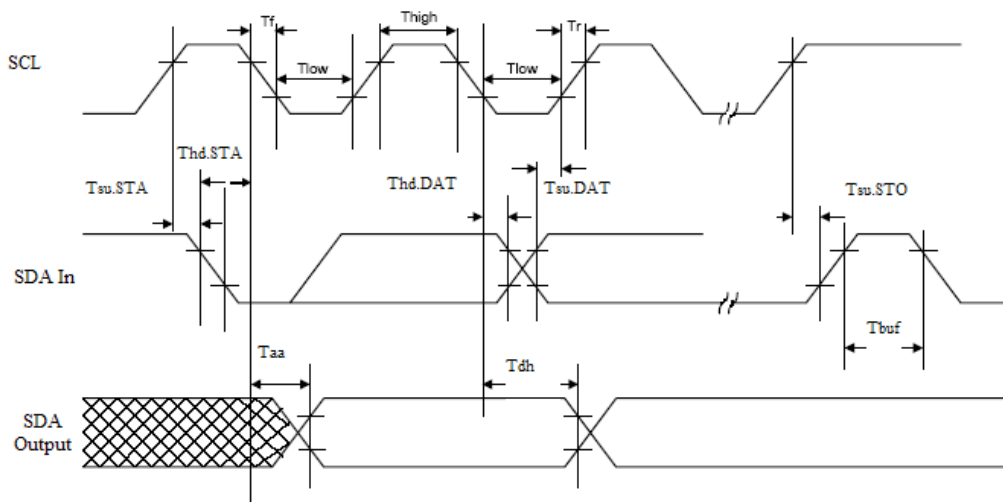 Tf
Thigh
Tr
SCL
Tlow
Tlow
Thd.STA
Tsu.STA
Thd.DAT
Tsu.DAT
Tsu.STO
SDA In
Tbuf
Taa
Tdh
SDA
Output